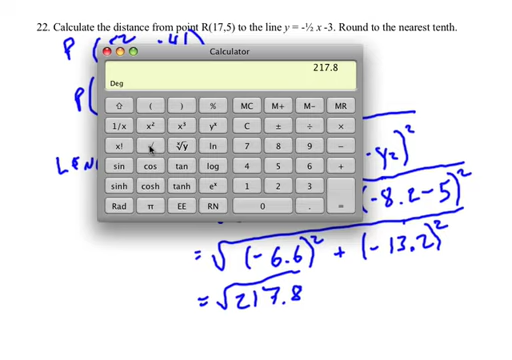 22. Calculate the distance from point R(17,5) to the line y = -½ x -3. Round to the nearest tenth.
P (
Calculator
217.8
Deg
P(
⇧ ( ) % MC M+ M− MR
1/x x² x³ yˣ C ± ÷ ×
- y₂)²
x! √ ʸ√ ln 7 8 9 −
LEN
sin cos tan log 4 5 6 +
(-8.2-5)²
sinh cosh tanh eˣ 1 2 3 =
Rad π EE RN 0 .
= √(-6.6)² + (-13.2)²
= √217.8